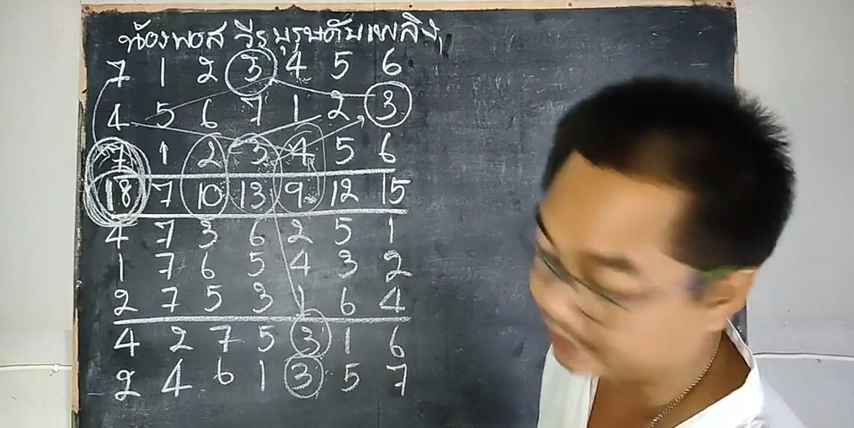 น้องพอส วีรบุรุษดับเพลิง
7 1 2 3 4 5 6
4 5 6 7 1 2 3
7 1 2 3 4 5 6
18 7 10 13 9 12 15
4 7 3 6 2 5 1
1 7 6 5 4 3 2
2 7 5 3 1 6 4
4 2 7 5 3 1 6
2 4 6 1 3 5 7